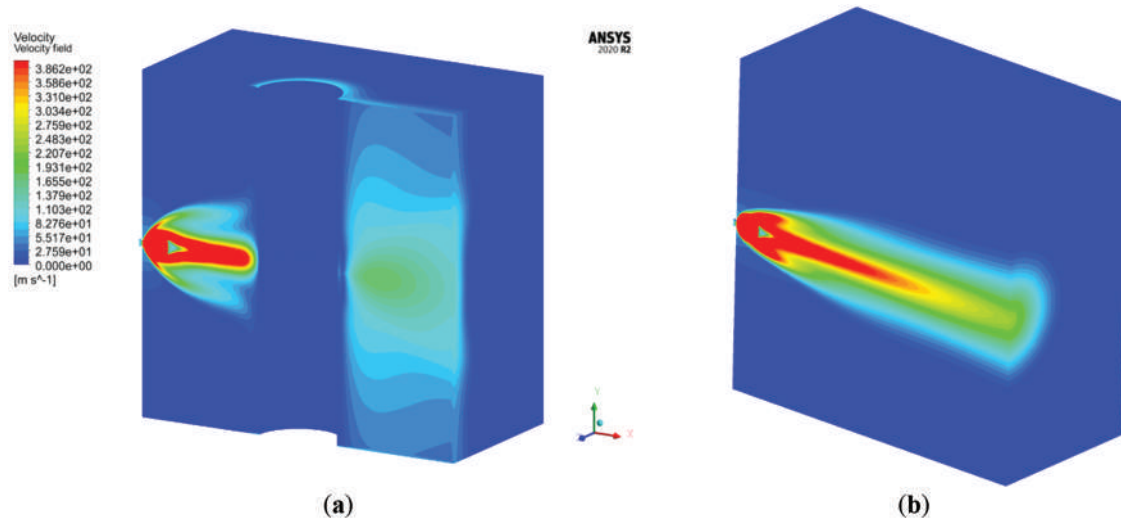 Velocity
Velocity field
3.862e+02
3.586e+02
3.310e+02
3.034e+02
2.759e+02
2.483e+02
2.207e+02
1.931e+02
1.655e+02
1.379e+02
1.103e+02
8.276e+01
5.517e+01
2.759e+01
0.000e+00
[m s^-1]
ANSYS
2020 R2
Y
X
(a)
(b)